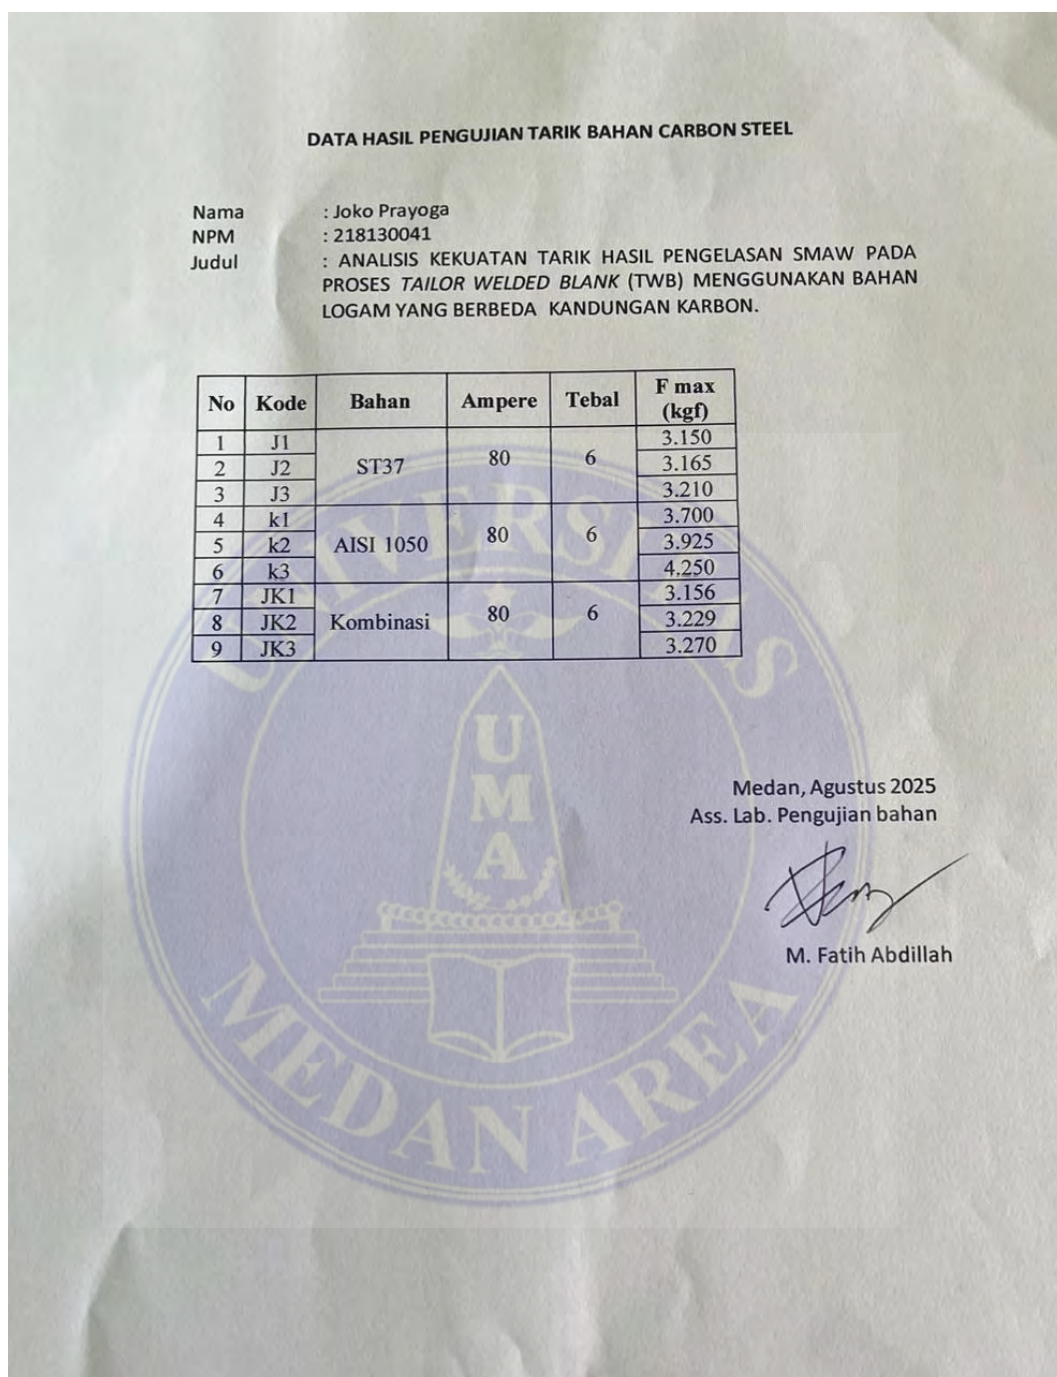 DATA HASIL PENGUJIAN TARIK BAHAN CARBON STEEL
Nama : Joko Prayoga
NPM : 218130041
Judul : ANALISIS KEKUATAN TARIK HASIL PENGELASAN SMAW PADA
PROSES TAILOR WELDED BLANK (TWB) MENGGUNAKAN BAHAN
LOGAM YANG BERBEDA KANDUNGAN KARBON.
No Kode Bahan Ampere Tebal F max (kgf)
1 J1 ST37 80 6 3.150
2 J2 3.165
3 J3 3.210
4 k1 AISI 1050 80 6 3.700
5 k2 3.925
6 k3 4.250
7 JK1 Kombinasi 80 6 3.156
8 JK2 3.229
9 JK3 3.270
UNIVERSITAS
UMA
MEDAN AREA
Medan, Agustus 2025
Ass. Lab. Pengujian bahan
M. Fatih Abdillah